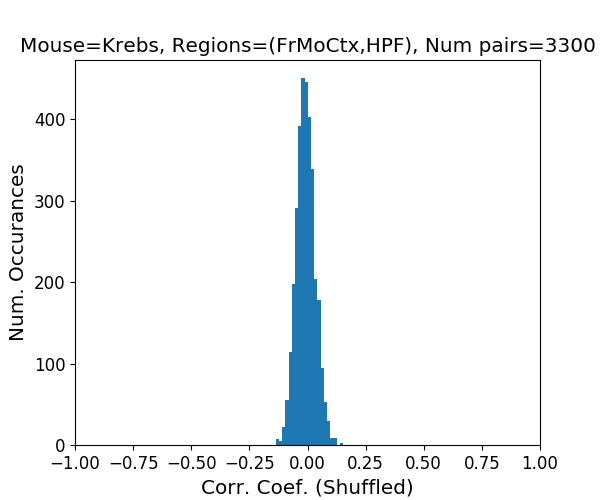 Mouse=Krebs, Regions=(FrMoCtx,HPF), Num pairs=3300
Num. Occurances
400
300
200
100
0
−1.00 −0.75 −0.50 −0.25 0.00 0.25 0.50 0.75 1.00
Corr. Coef. (Shuffled)